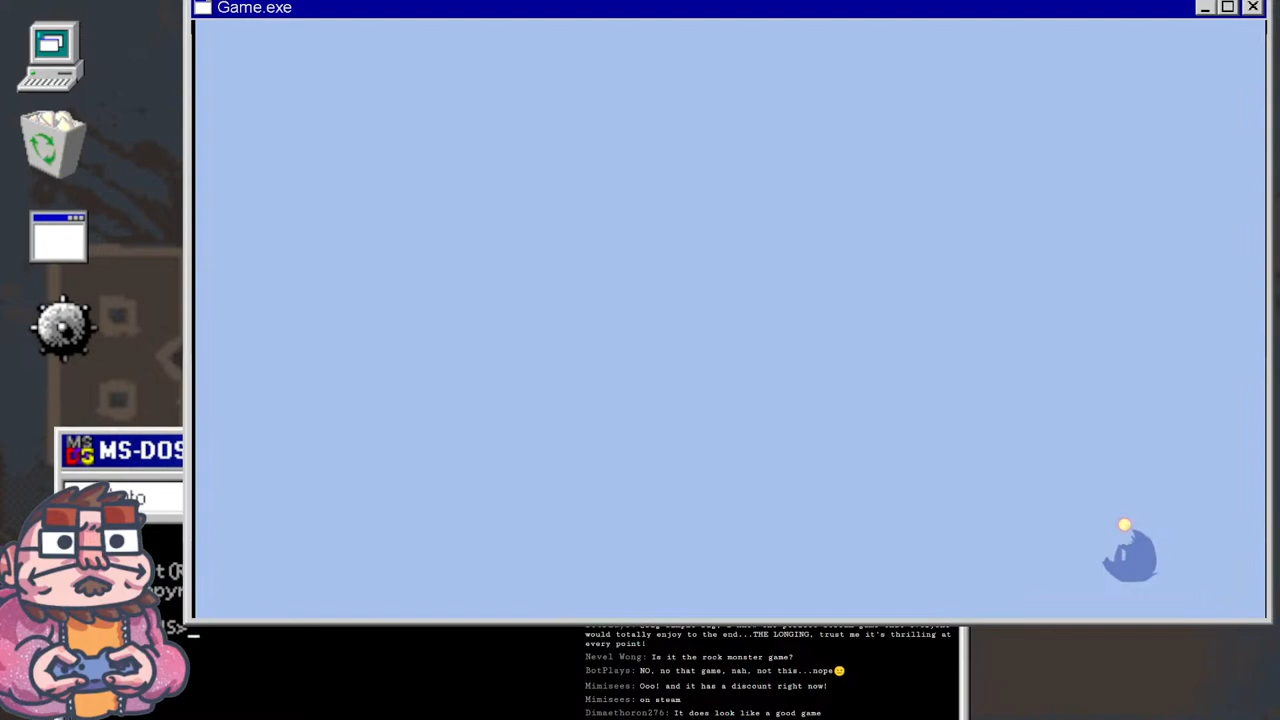 Game.exe
MS-DOS
would totally enjoy to the end...THE LONGING, trust me it's thrilling at
every point!
Nevel Wong: Is it the rock monster game?
BotPlays: NO, no that game, nah, not this...nope😐
Mimisees: Ooo! and it has a discount right now!
Mimisees: on steam
Dimaethoron276: It does look like a good game